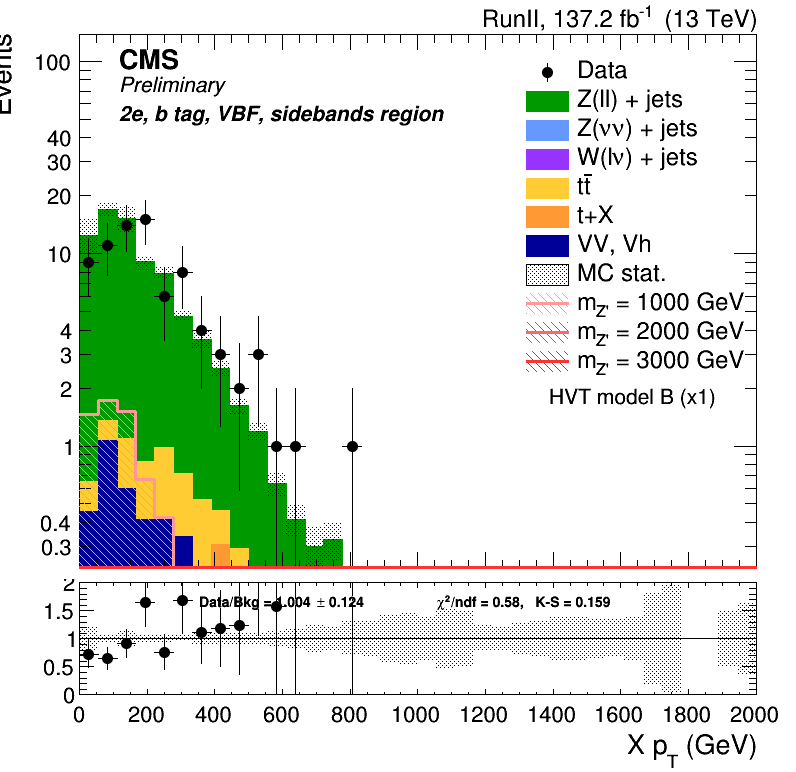 RunII, 137.2 fb⁻¹ (13 TeV)
Events
CMS
Preliminary
2e, b tag, VBF, sidebands region
Data
Z(ll) + jets
Z(νν) + jets
W(lν) + jets
tt̄
t+X
VV, Vh
MC stat.
m_Z' = 1000 GeV
m_Z' = 2000 GeV
m_Z' = 3000 GeV
HVT model B (x1)
100
40
30
20
10
4
3
2
1
0.4
0.3
Data/Bkg = 1.004 ± 0.124 χ²/ndf = 0.58, K-S = 0.159
2
1.5
1
0.5
0
0 200 400 600 800 1000 1200 1400 1600 1800 2000
X p_T (GeV)